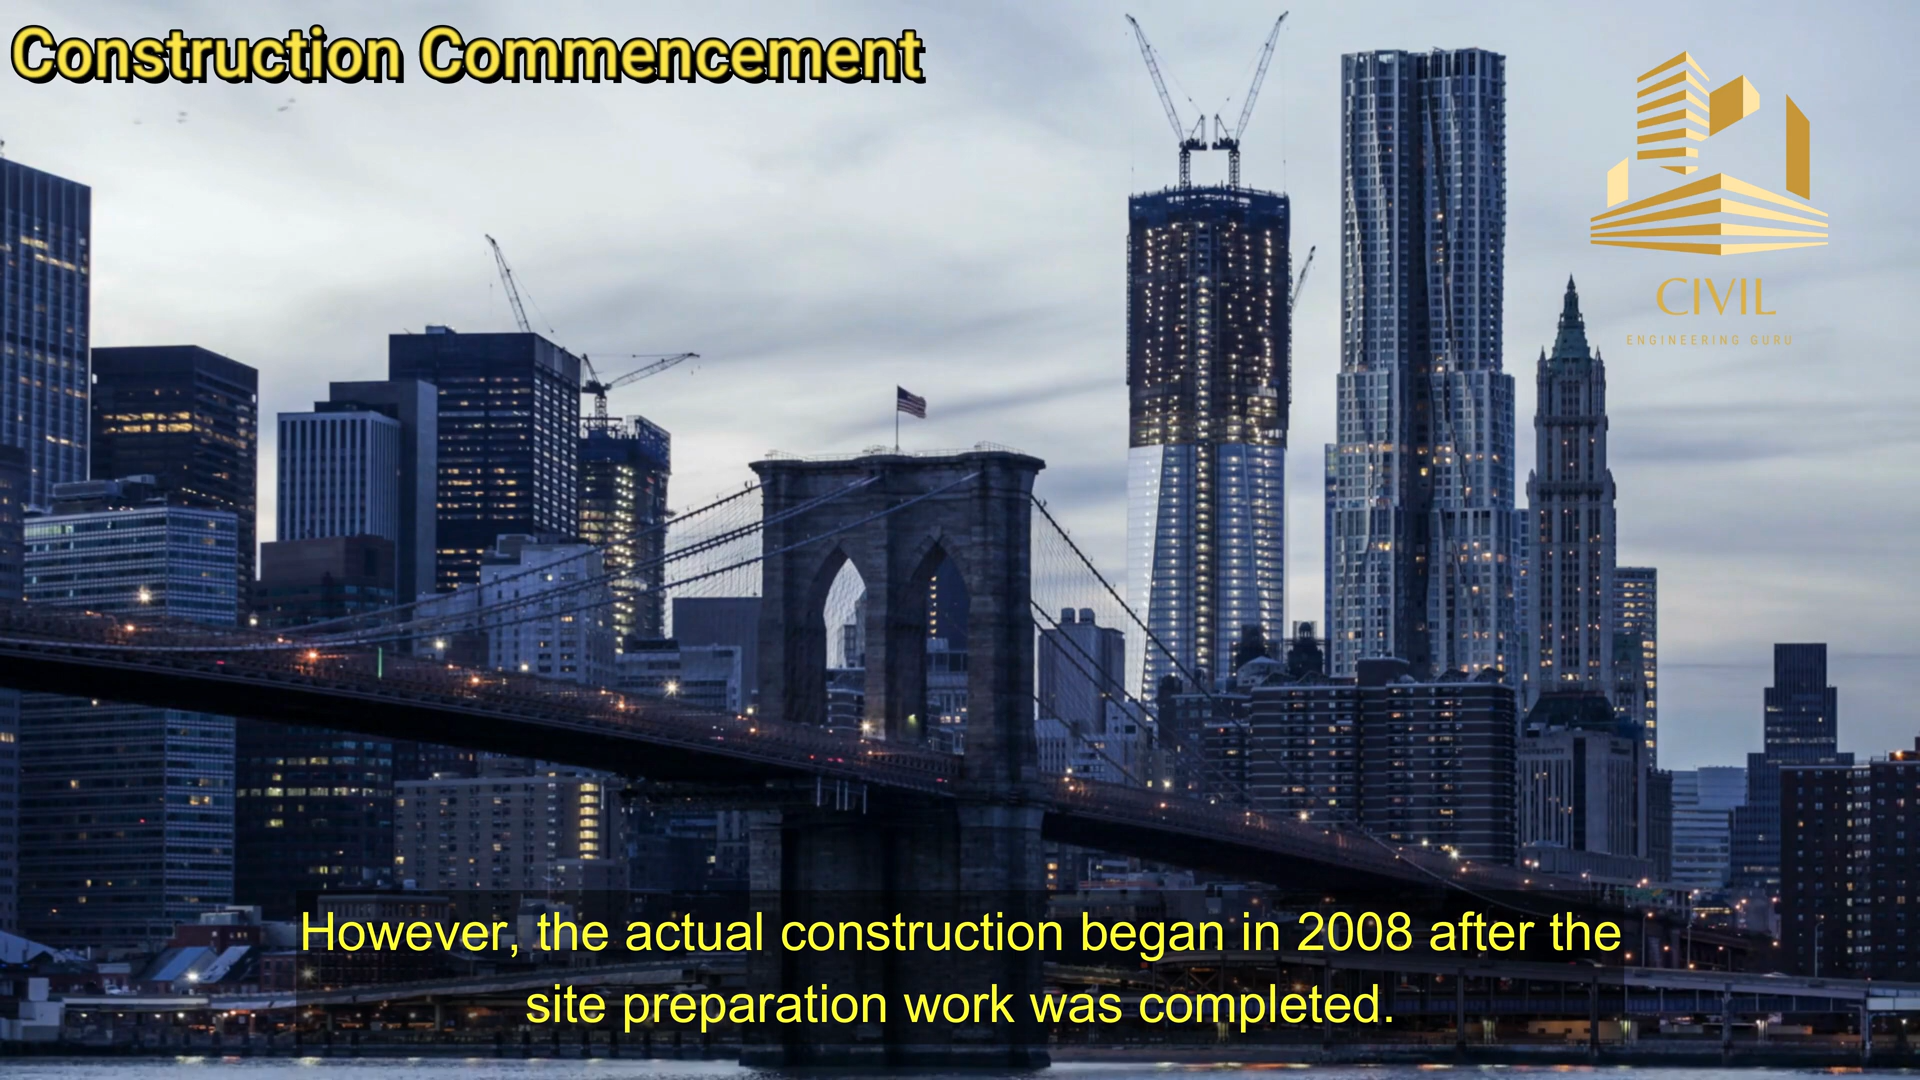 Construction Commencement
CIVIL
ENGINEERING GURU
However, the actual construction began in 2008 after the
site preparation work was completed.